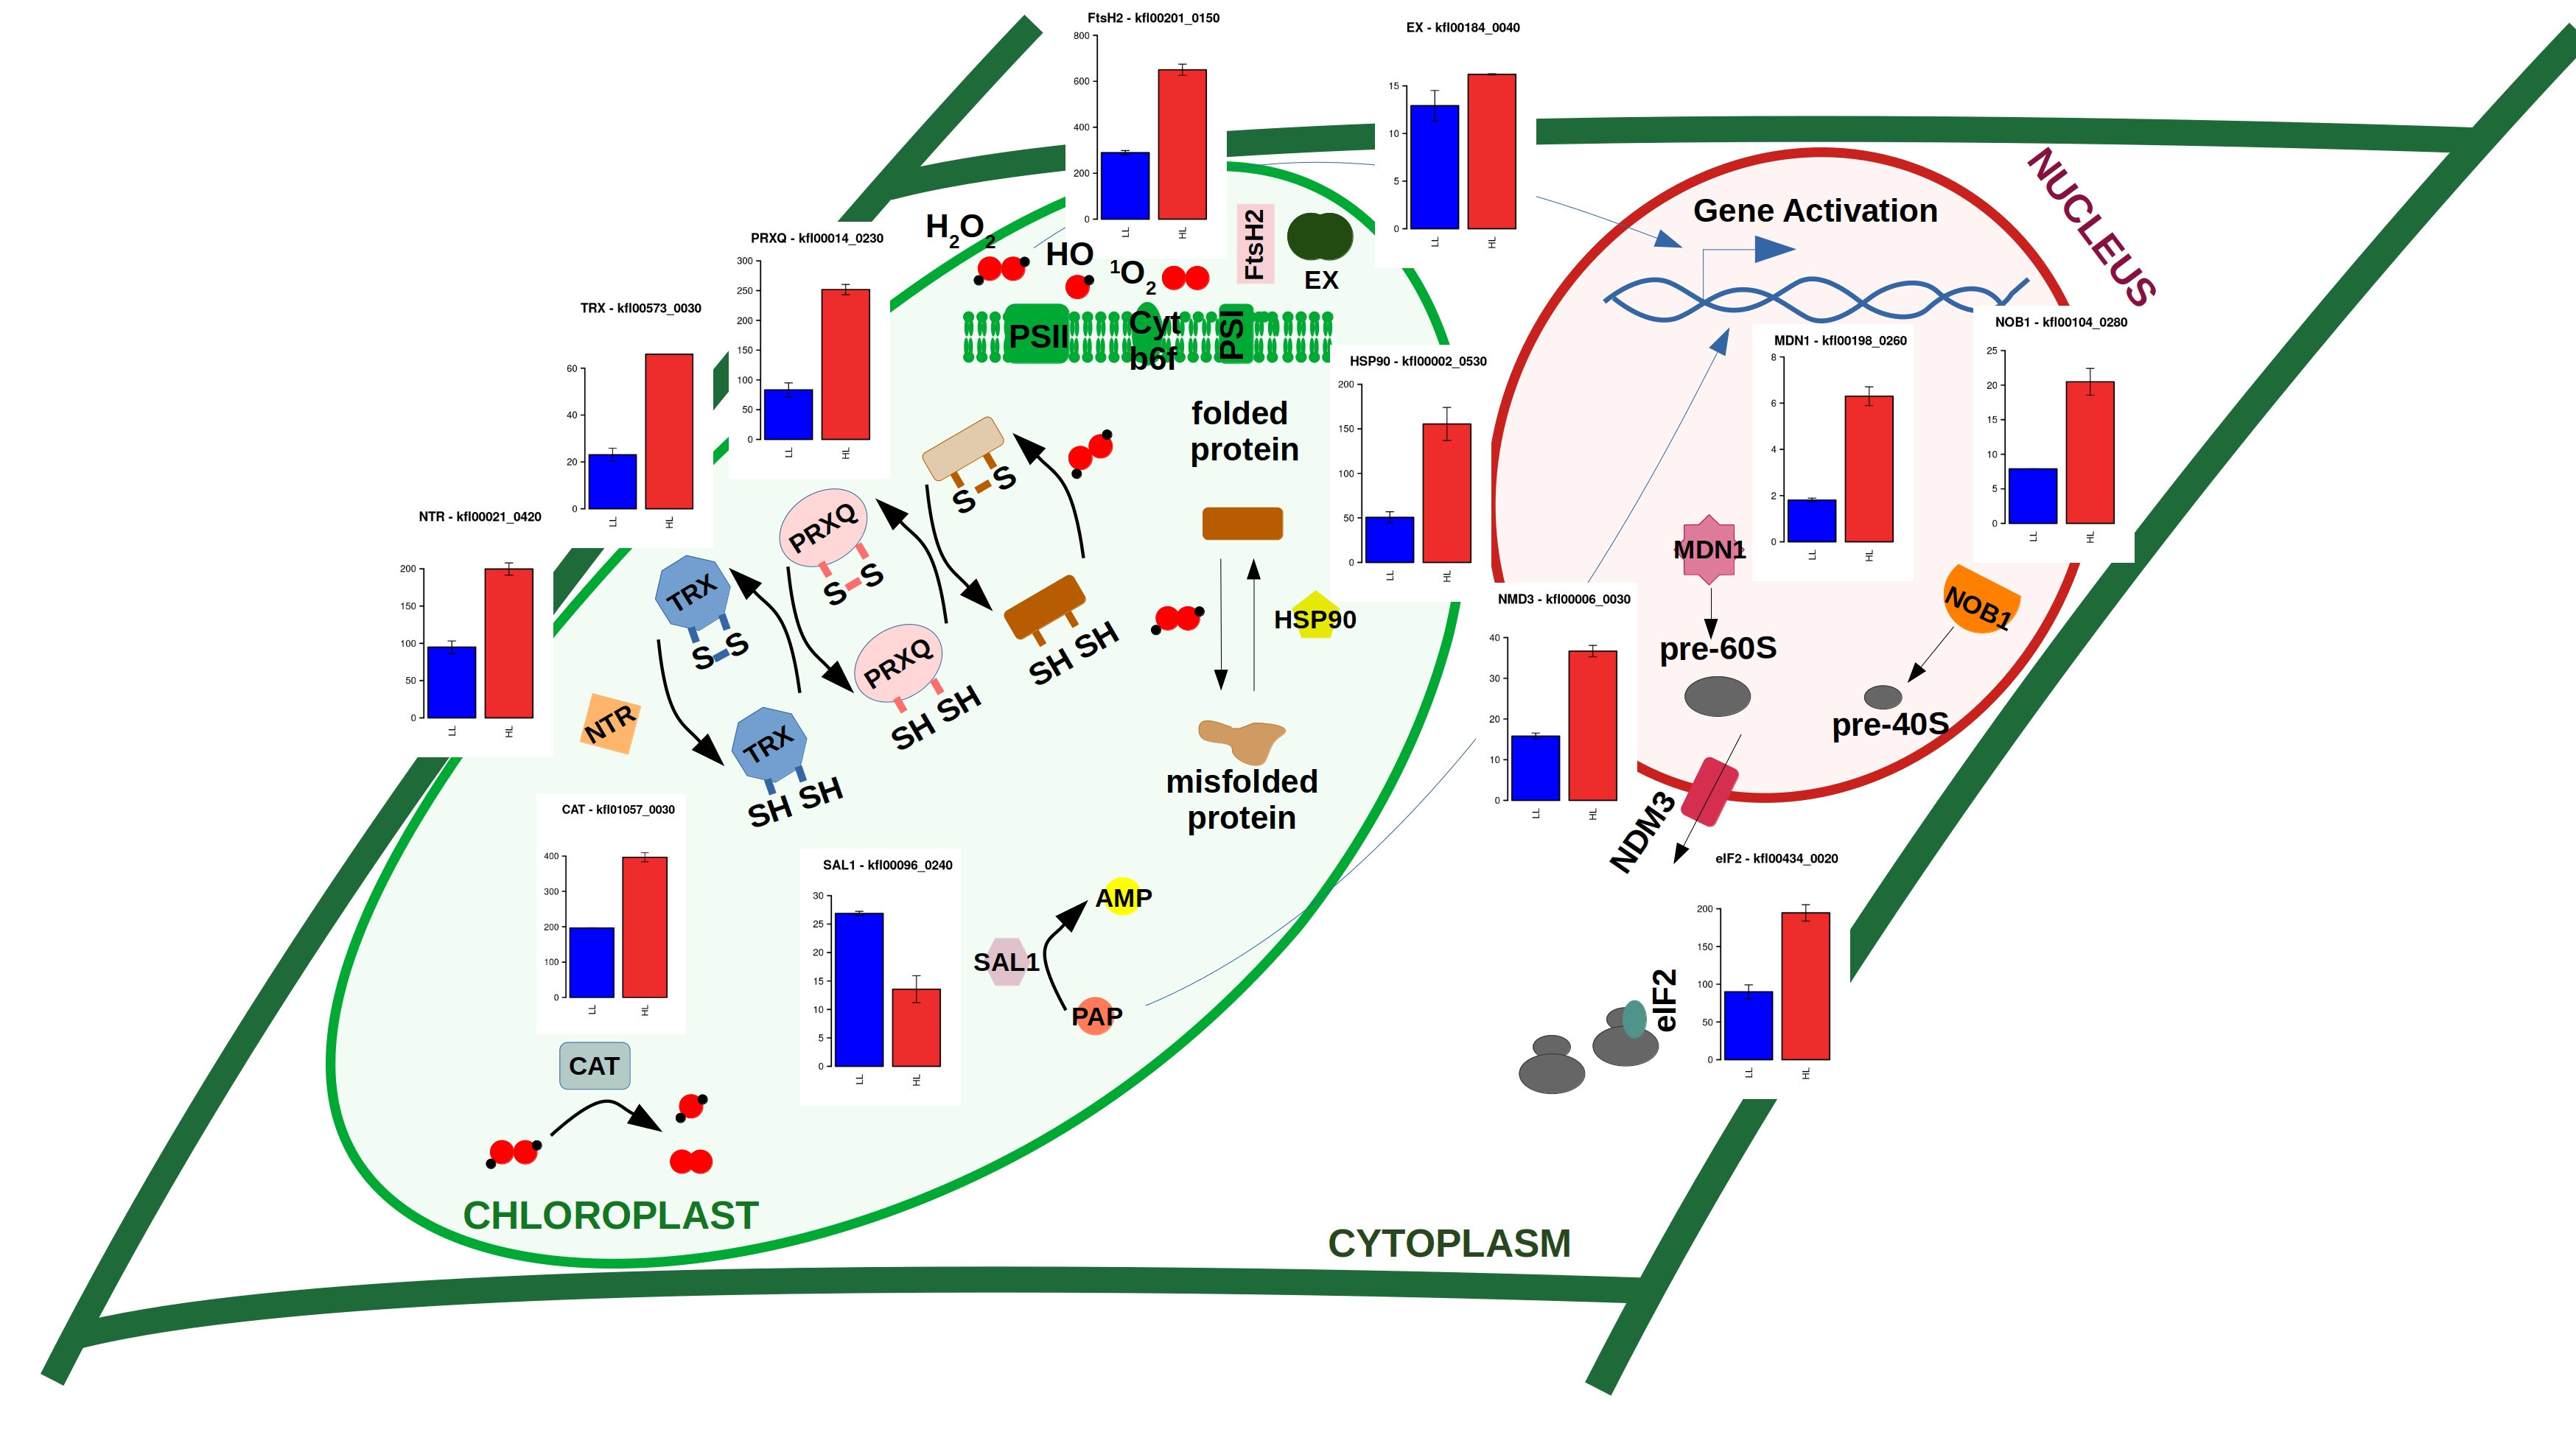 FtsH2 - kfl00201_0150
800
600
400
200
0
LL
HL
EX - kfl00184_0040
15
10
5
0
LL
HL
NUCLEUS
Gene Activation
H2O2
HO
1O2
FtsH2
EX
PSII
Cyt
b6f
PSI
PRXQ - kfl00014_0230
300
250
200
150
100
50
0
LL
HL
TRX - kfl00573_0030
60
40
20
0
LL
HL
NTR - kfl00021_0420
200
150
100
50
0
LL
HL
HSP90 - kfl00002_0530
200
150
100
50
0
LL
HL
MDN1 - kfl00198_0260
8
6
4
2
0
LL
HL
NOB1 - kfl00104_0280
25
20
15
10
5
0
LL
HL
folded
protein
S S
PRXQ
S S
TRX
S S
PRXQ
SH SH
SH SH
NTR
TRX
SH SH
HSP90
misfolded
protein
MDN1
pre-60S
NOB1
pre-40S
NMD3 - kfl00006_0030
40
30
20
10
0
LL
HL
NDM3
CAT - kfl01057_0030
400
300
200
100
0
LL
HL
SAL1 - kfl00096_0240
30
25
20
15
10
5
0
LL
HL
AMP
SAL1
PAP
eIF2 - kfl00434_0020
200
150
100
50
0
LL
HL
eIF2
CAT
CHLOROPLAST
CYTOPLASM